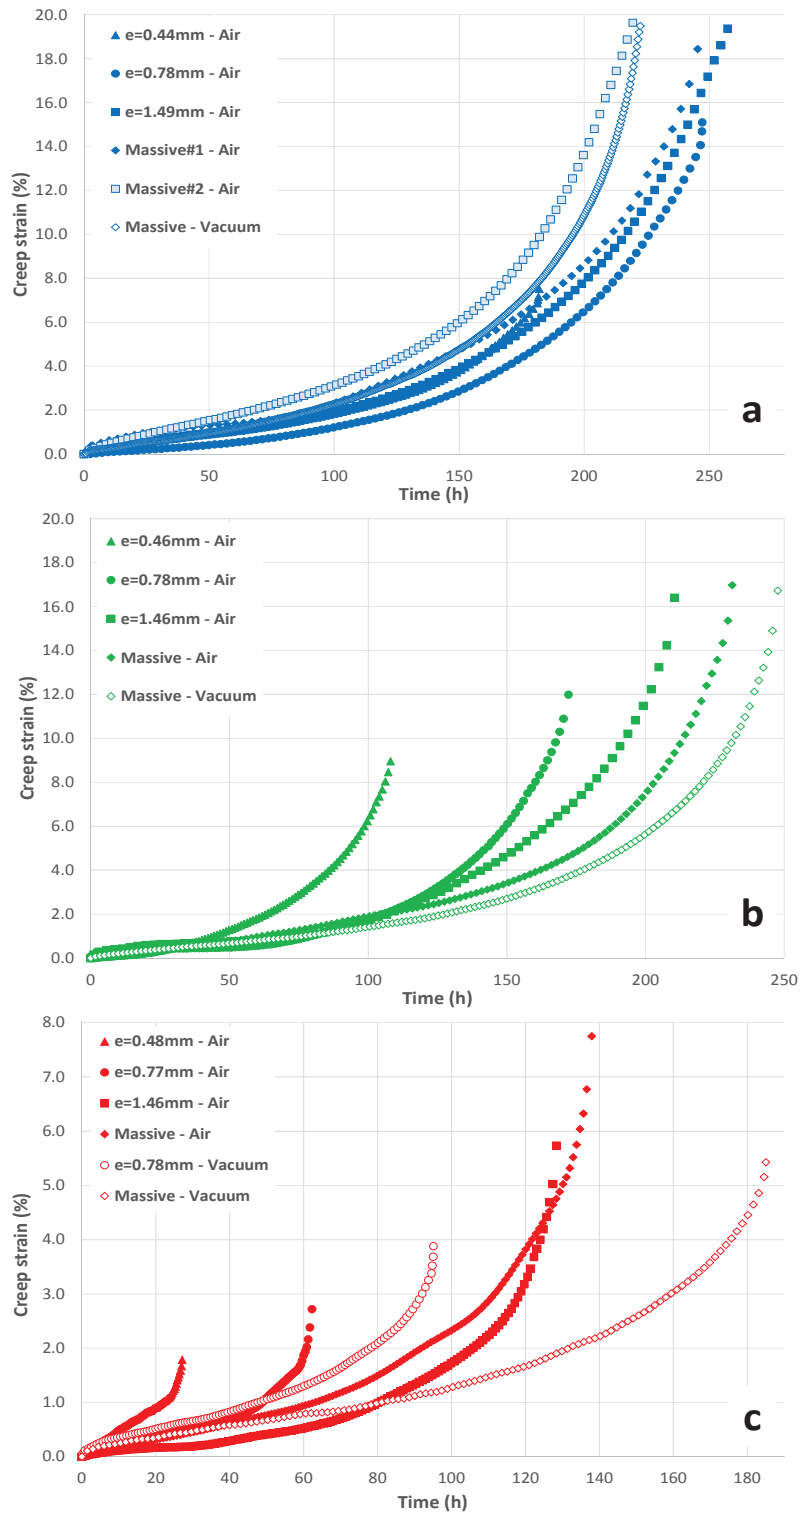 20.0
18.0
16.0
14.0
12.0
10.0
8.0
6.0
4.0
2.0
0.0
Creep strain (%)
e=0.44mm - Air
e=0.78mm - Air
e=1.49mm - Air
Massive#1 - Air
Massive#2 - Air
Massive - Vacuum
a
0 50 100 150 200 250
Time (h)
20.0
18.0
16.0
14.0
12.0
10.0
8.0
6.0
4.0
2.0
0.0
Creep strain (%)
e=0.46mm - Air
e=0.78mm - Air
e=1.46mm - Air
Massive - Air
Massive - Vacuum
b
0 50 100 150 200 250
Time (h)
8.0
7.0
6.0
5.0
4.0
3.0
2.0
1.0
0.0
Creep strain (%)
e=0.48mm - Air
e=0.77mm - Air
e=1.46mm - Air
Massive - Air
e=0.78mm - Vacuum
Massive - Vacuum
c
0 20 40 60 80 100 120 140 160 180
Time (h)